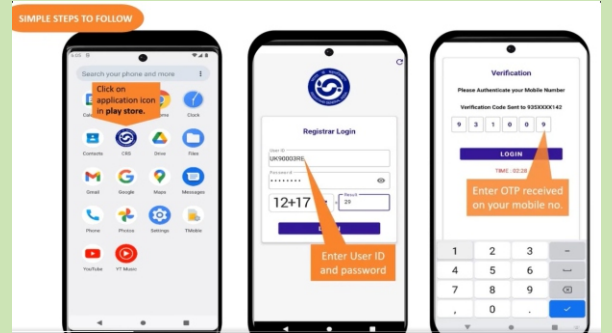 SIMPLE STEPS TO FOLLOW
Search your phone and more
Click on
application icon
in play store.
Clock
Contacts
CRS
Drive
Files
Gmail
Google
Maps
Messages
Phone
Photos
Settings
TMobile
YouTube
YT Music
Registrar Login
User ID
UK90003RE
Password
12+17
=
Result
29
Enter User ID
and password
Verification
Please Authenticate your Mobile Number
Verification Code Sent to 935XXXX142
9 3 1 0 0 9
LOGIN
TIME : 02:28
Enter OTP received
on your mobile no.
1 2 3 -
4 5 6
7 8 9
, 0 .